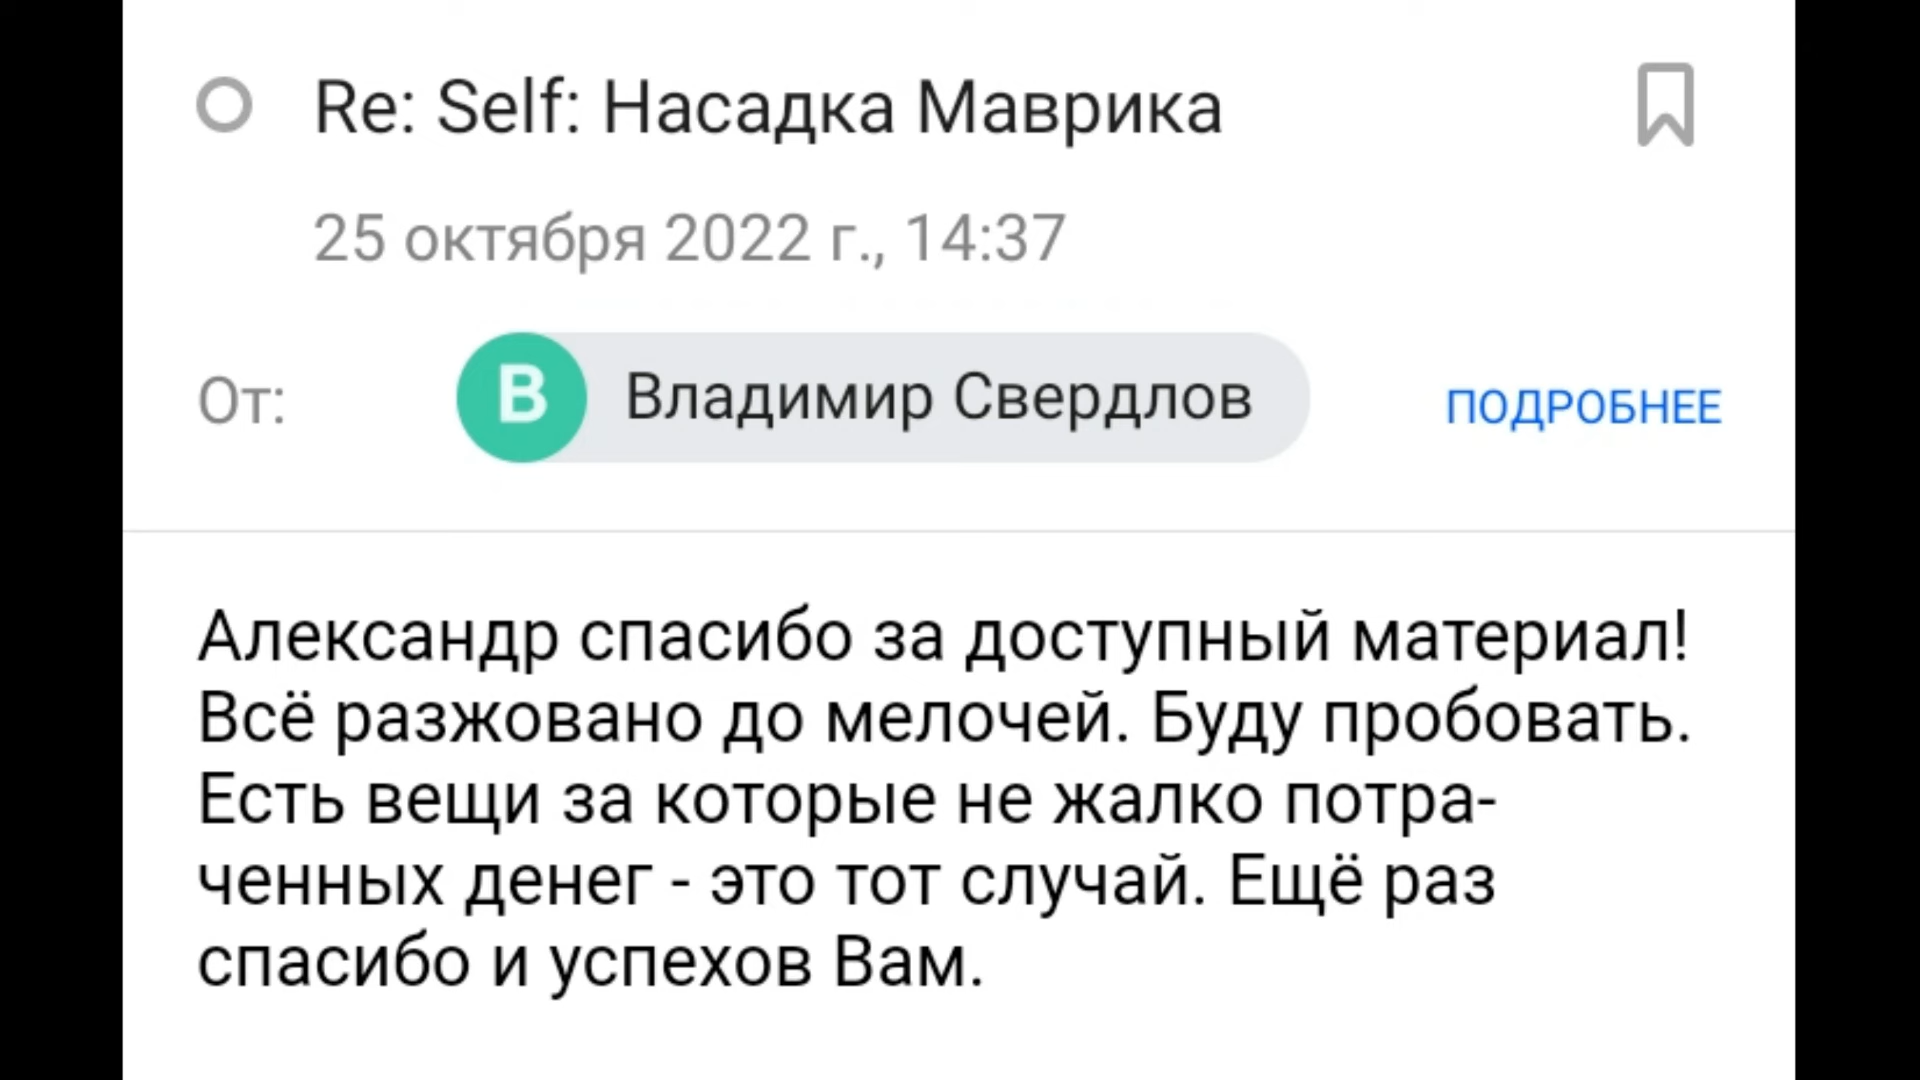 Re: Self: Насадка Маврика
25 октября 2022 г., 14:37
От:
В
Владимир Свердлов
ПОДРОБНЕЕ
Александр спасибо за доступный материал!
Всё разжовано до мелочей. Буду пробовать.
Есть вещи за которые не жалко потра-
ченных денег - это тот случай. Ещё раз
спасибо и успехов Вам.